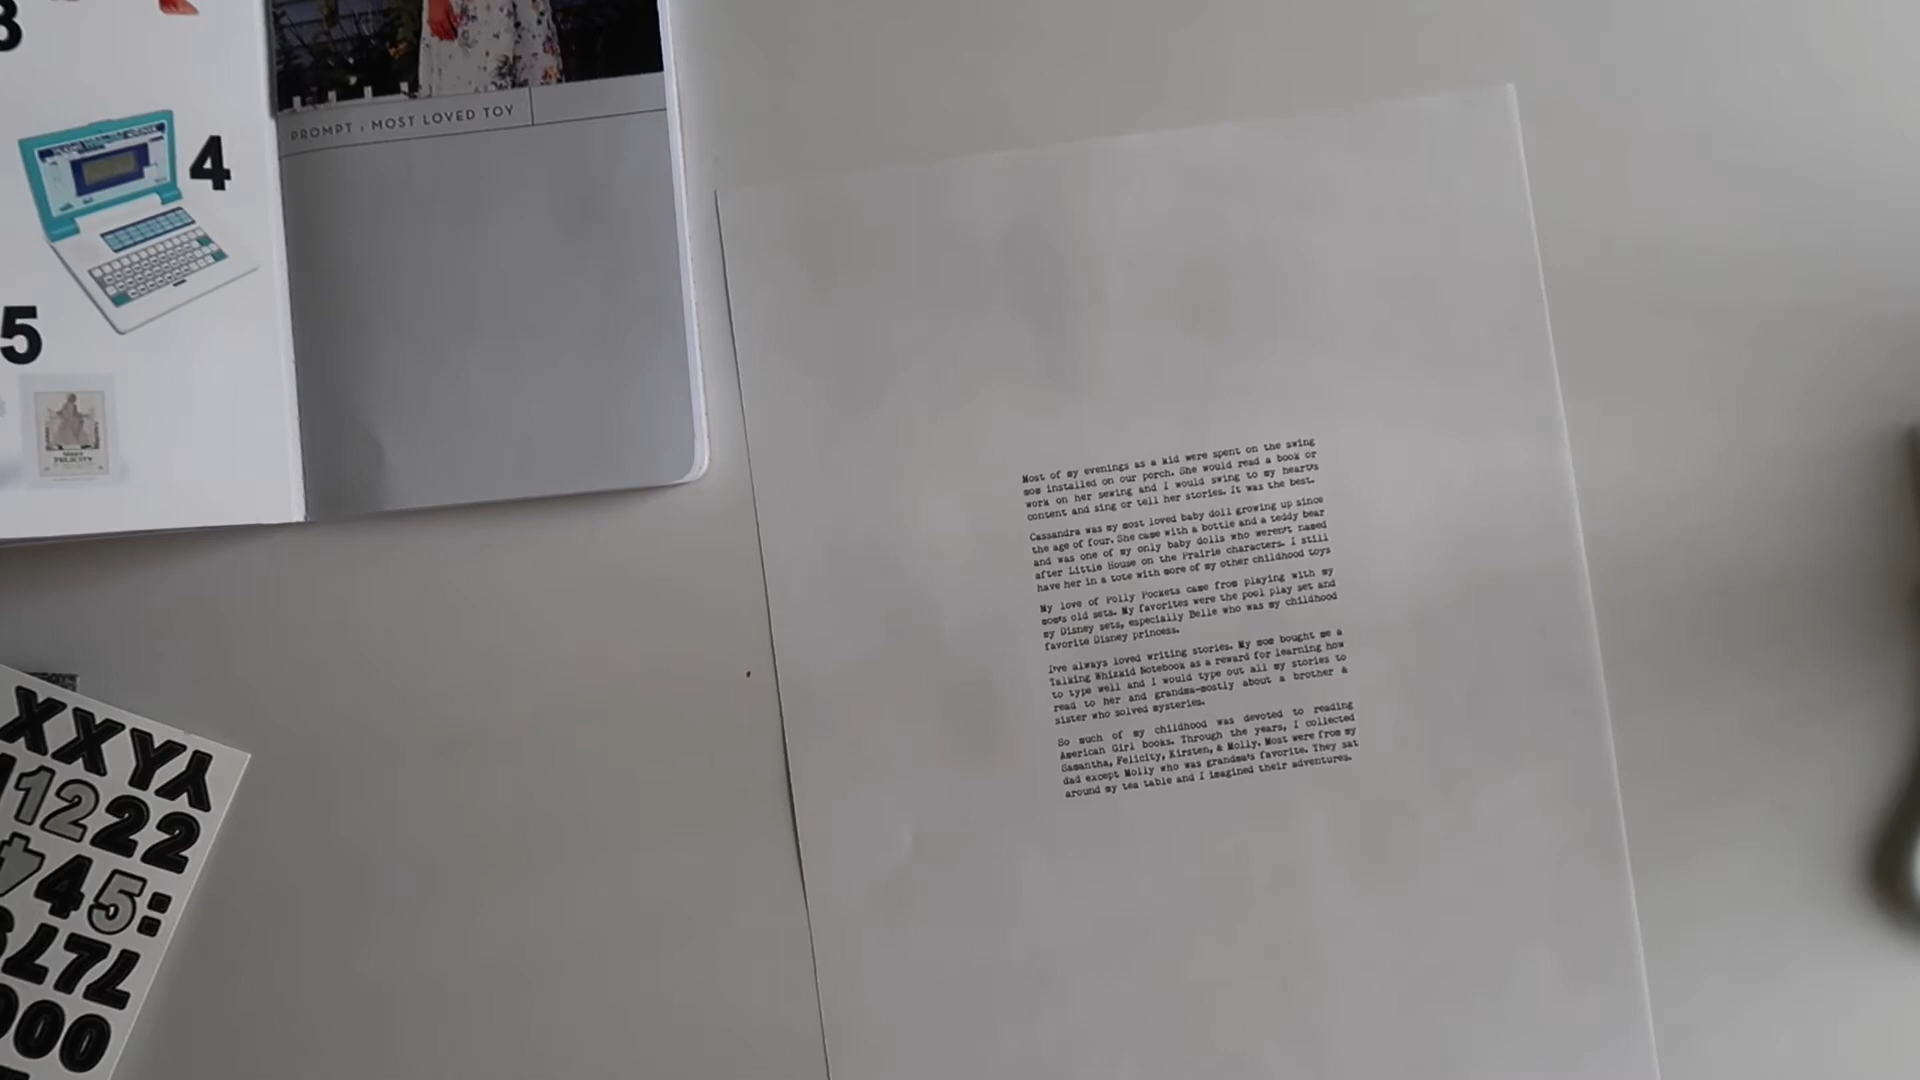 3
4
5
MEET
FELICITY
PROMPT : MOST LOVED TOY
Most of my evenings as a kid were spent on the swing
mom installed on our porch. She would read a book or
work on her sewing and I would swing to my heart's
content and sing or tell her stories. It was the best.
Cassandra was my most loved baby doll growing up since
the age of four. She came with a bottle and a teddy bear
and was one of my only baby dolls who weren't named
after Little House on the Prairie characters. I still
have her in a tote with more of my other childhood toys
My love of Polly Pockets came from playing with my
mom's old sets. My favorites were the pool play set and
my Disney sets, especially Belle who was my childhood
favorite Disney princess.
I've always loved writing stories. My mom bought me a
Talking Whizkid Notebook as a reward for learning how
to type well and I would type out all my stories to
read to her and grandma-mostly about a brother &
sister who solved mysteries.
So much of my childhood was devoted to reading
American Girl books. Through the years, I collected
Samantha, Felicity, Kirsten, & Molly. Most were from my
dad except Molly who was grandma's favorite. They sat
around my tea table and I imagined their adventures.
XXYY
1222
445:
777
000